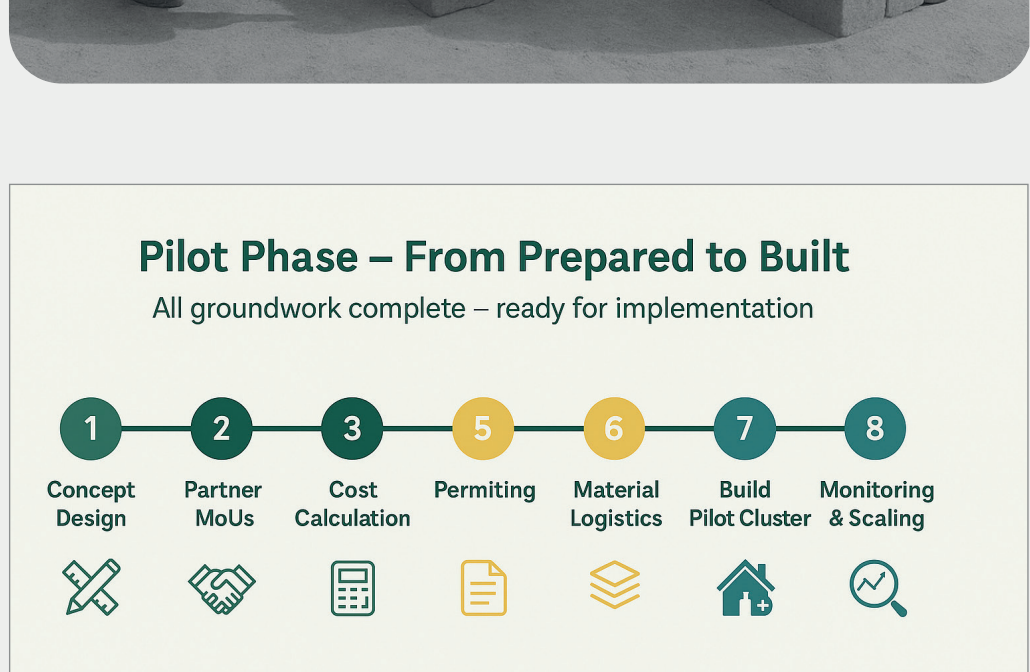 Pilot Phase – From Prepared to Built
All groundwork complete – ready for implementation
1 2 3 5 6 7 8
Concept Design
Partner MoUs
Cost Calculation
Permiting
Material Logistics
Build Pilot Cluster
Monitoring & Scaling